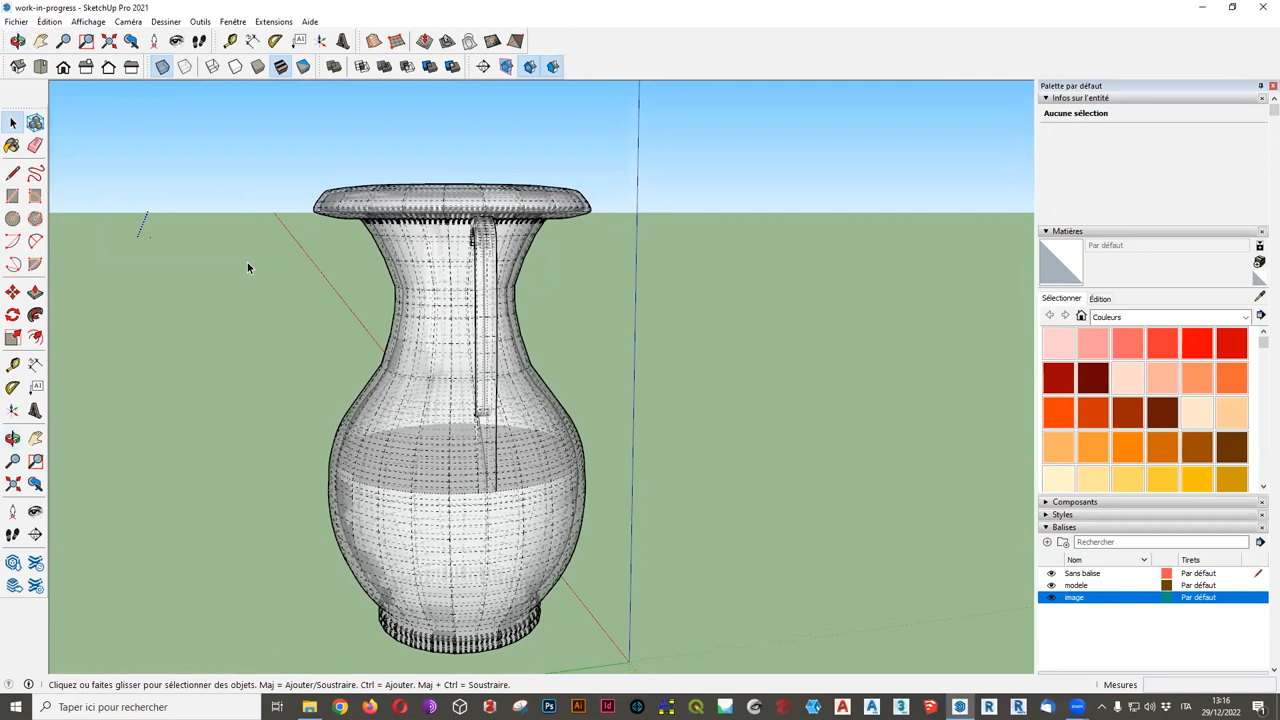 work-in-progress - SketchUp Pro 2021
Fichier Édition Affichage Caméra Dessiner Outils Fenêtre Extensions Aide
Palette par défaut
Infos sur l'entité
Aucune sélection
Matières
Par défaut
Sélectionner Édition
Couleurs
Composants
Styles
Balises
Rechercher
Nom Tirets
Sans balise Par défaut
modele Par défaut
image Par défaut
Cliquez ou faites glisser pour sélectionner des objets. Maj = Ajouter/Soustraire. Ctrl = Ajouter. Maj + Ctrl = Soustraire.
Mesures
Taper ici pour rechercher
13:16
29/12/2022